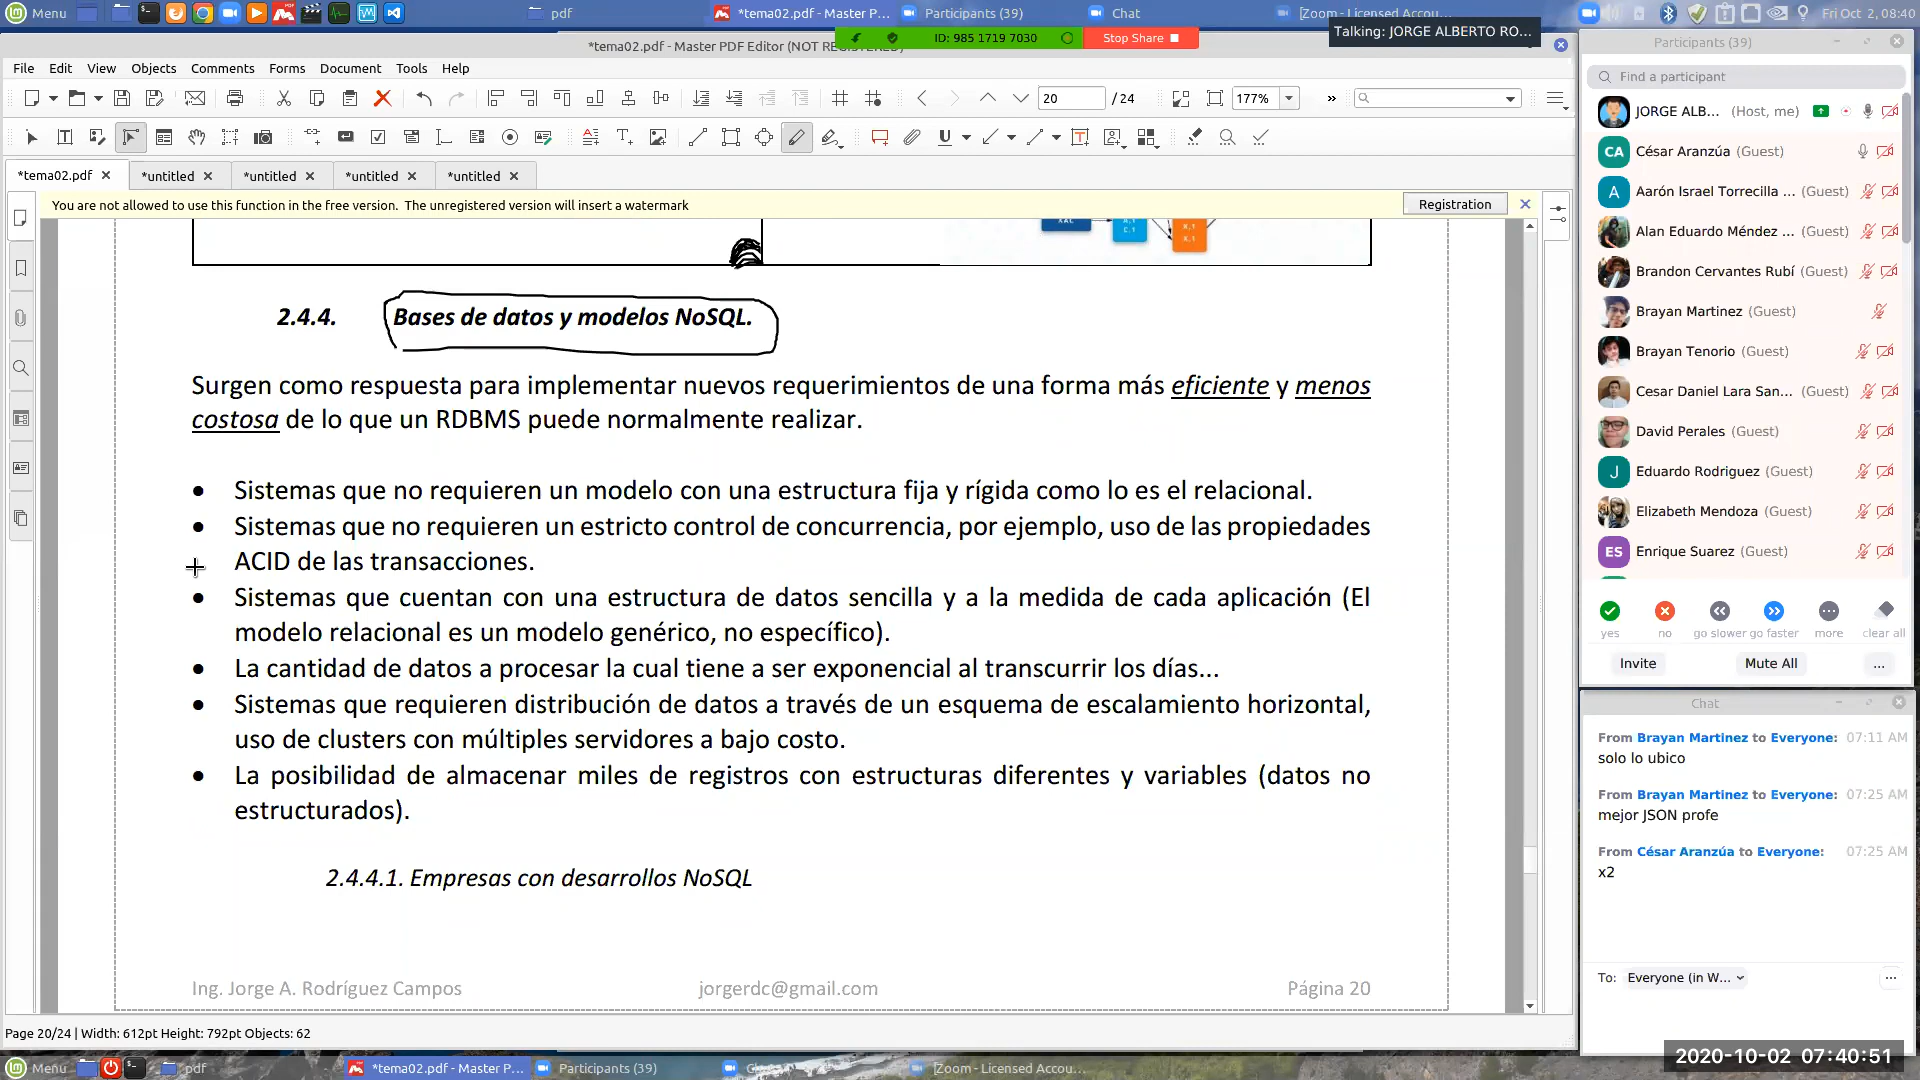 Menu
pdf
*tema02.pdf - Master P...
Participants (39)
Chat
[Zoom - Licensed Accou...
Fri Oct 2, 08:40
*tema02.pdf - Master PDF Editor (NOT REGISTERED)
ID: 985 1719 7030
Stop Share
Talking: JORGE ALBERTO RO...
File Edit View Objects Comments Forms Document Tools Help
20 / 24
177%
*tema02.pdf
*untitled
*untitled
*untitled
*untitled
You are not allowed to use this function in the free version. The unregistered version will insert a watermark
Registration
2.4.4. Bases de datos y modelos NoSQL.
Surgen como respuesta para implementar nuevos requerimientos de una forma más eficiente y menos
costosa de lo que un RDBMS puede normalmente realizar.
• Sistemas que no requieren un modelo con una estructura fija y rígida como lo es el relacional.
• Sistemas que no requieren un estricto control de concurrencia, por ejemplo, uso de las propiedades
ACID de las transacciones.
• Sistemas que cuentan con una estructura de datos sencilla y a la medida de cada aplicación (El
modelo relacional es un modelo genérico, no específico).
• La cantidad de datos a procesar la cual tiene a ser exponencial al transcurrir los días...
• Sistemas que requieren distribución de datos a través de un esquema de escalamiento horizontal,
uso de clusters con múltiples servidores a bajo costo.
• La posibilidad de almacenar miles de registros con estructuras diferentes y variables (datos no
estructurados).
2.4.4.1. Empresas con desarrollos NoSQL
Ing. Jorge A. Rodríguez Campos
jorgerdc@gmail.com
Página 20
Page 20/24 | Width: 612pt Height: 792pt Objects: 62
Participants (39)
Find a participant
JORGE ALB... (Host, me)
CA César Aranzúa (Guest)
A Aarón Israel Torrecilla ... (Guest)
Alan Eduardo Méndez ... (Guest)
Brandon Cervantes Rubí (Guest)
Brayan Martinez (Guest)
Brayan Tenorio (Guest)
Cesar Daniel Lara San... (Guest)
David Perales (Guest)
J Eduardo Rodriguez (Guest)
Elizabeth Mendoza (Guest)
ES Enrique Suarez (Guest)
yes no go slower go faster more clear all
Invite
Mute All
...
Chat
From Brayan Martinez to Everyone: 07:11 AM
solo lo ubico
From Brayan Martinez to Everyone: 07:25 AM
mejor JSON profe
From César Aranzúa to Everyone: 07:25 AM
x2
To: Everyone (in W...
2020-10-02 07:40:51
Menu
pdf
*tema02.pdf - Master P...
Participants (39)
[Zoom - Licensed Accou...